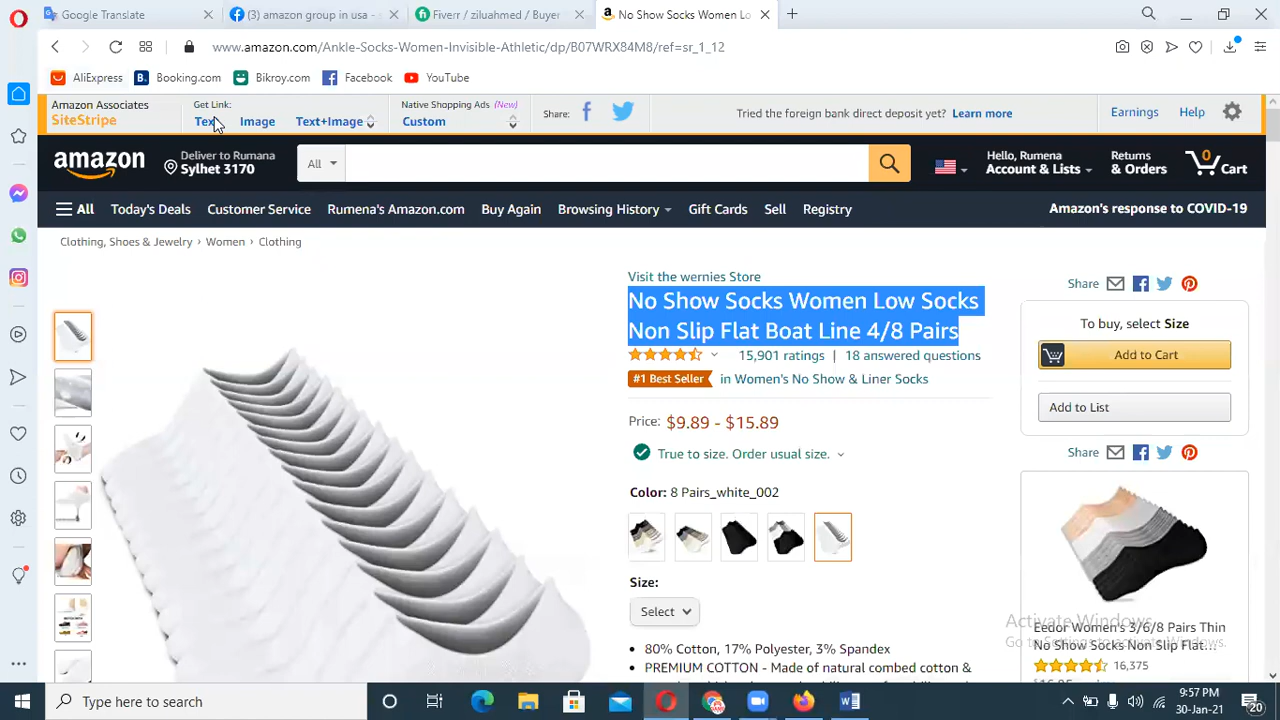 Google Translate
(3) amazon group in usa -
Fiverr / ziluahmed / Buyer
No Show Socks Women Lo
www.amazon.com/Ankle-Socks-Women-Invisible-Athletic/dp/B07WRX84M8/ref=sr_1_12
AliExpress
Booking.com
Bikroy.com
Facebook
YouTube
Amazon Associates
SiteStripe
Get Link:
Text
Image
Text+Image
Native Shopping Ads (New)
Custom
Share:
Tried the foreign bank direct deposit yet? Learn more
Earnings
Help
amazon
Deliver to Rumana
Sylhet 3170
All
Hello, Rumena
Account & Lists
Returns
& Orders
0
Cart
All
Today's Deals
Customer Service
Rumena's Amazon.com
Buy Again
Browsing History
Gift Cards
Sell
Registry
Amazon's response to COVID-19
Clothing, Shoes & Jewelry › Women › Clothing
Visit the wernies Store
No Show Socks Women Low Socks
Non Slip Flat Boat Line 4/8 Pairs
15,901 ratings | 18 answered questions
#1 Best Seller in Women's No Show & Liner Socks
Price: $9.89 - $15.89
True to size. Order usual size.
Color: 8 Pairs_white_002
Size:
Select
• 80% Cotton, 17% Polyester, 3% Spandex
• PREMIUM COTTON - Made of natural combed cotton &
Share
To buy, select Size
Add to Cart
Add to List
Share
Activate Windows
Go to Settings to activate Windows.
Eedor Women's 3/6/8 Pairs Thin
No Show Socks Non Slip Flat...
16,375
Type here to search
9:57 PM
30-Jan-21
20